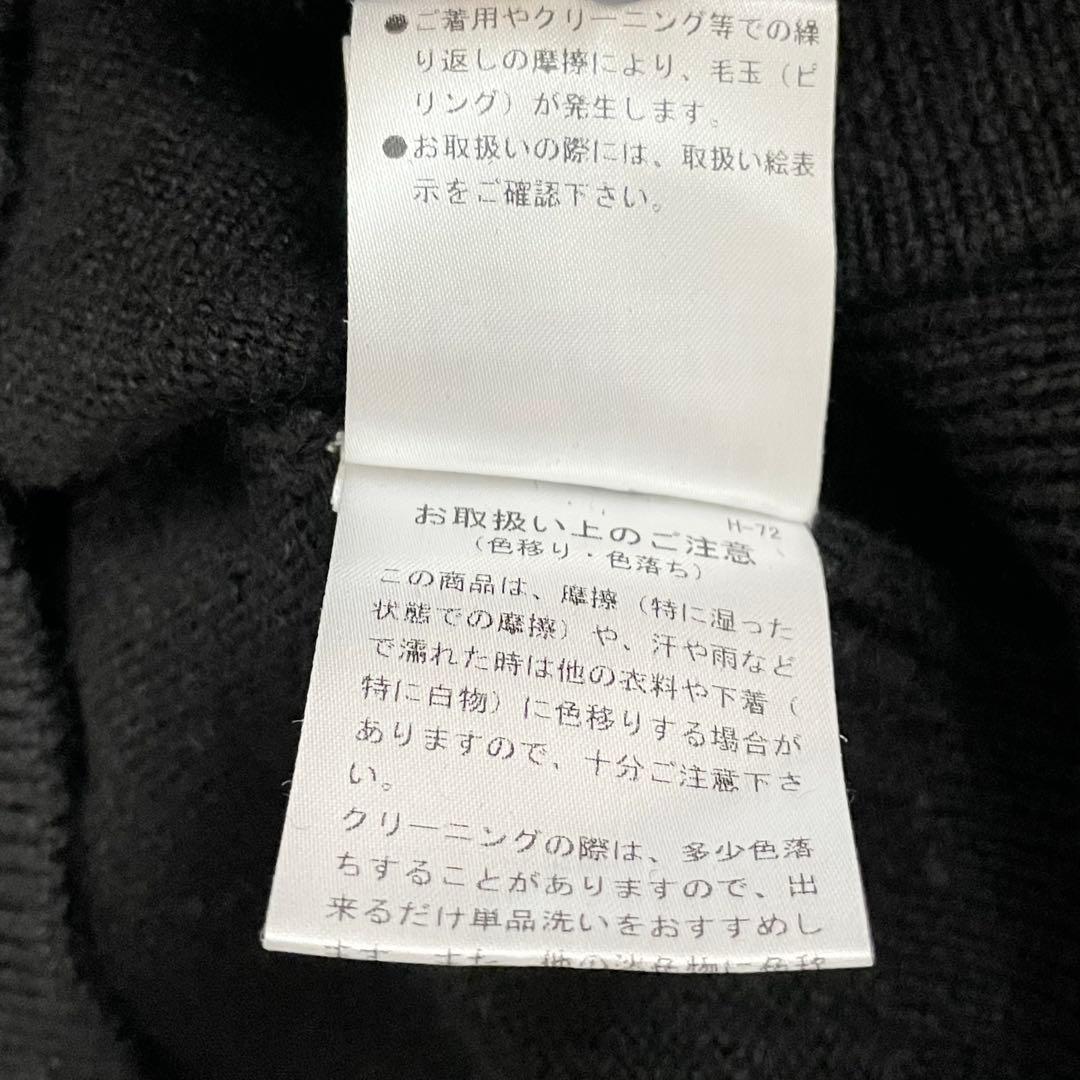 ●ご着用やクリーニング等での繰
り返しの摩擦により、毛玉（ピ
リング）が発生します。
●お取扱いの際には、取扱い絵表
示をご確認下さい。
H-72
お取扱い上のご注意
（色移り・色落ち）
この商品は、摩擦（特に湿った
状態での摩擦）や、汗や雨など
で濡れた時は他の衣料や下着（
特に白物）に色移りする場合が
ありますので、十分ご注意下さ
い。
クリーニングの際は、多少色落
ちすることがありますので、出
来るだけ単品洗いをおすすめし